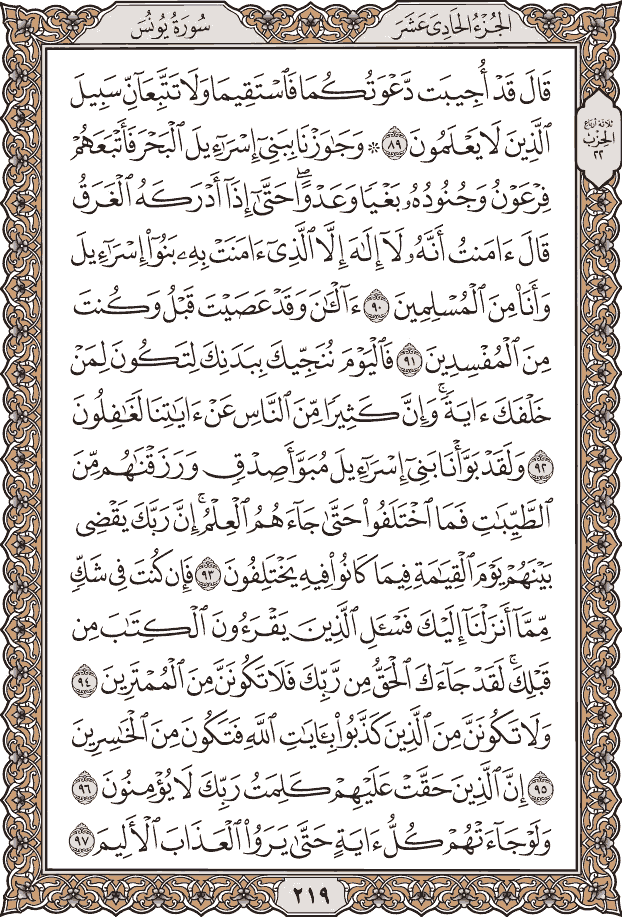 الجُزْءُ الحَادِى عَشَرَ
سُورَةُ يُونُسَ
قَالَ قَدْ أُجِيبَت دَّعْوَتُكُمَا فَٱسْتَقِيمَا وَلَا تَتَّبِعَآنِّ سَبِيلَ
ٱلَّذِينَ لَا يَعْلَمُونَ ٨٩ ۞ وَجَٰوَزْنَا بِبَنِىٓ إِسْرَٰٓءِيلَ ٱلْبَحْرَ فَأَتْبَعَهُمْ
فِرْعَوْنُ وَجُنُودُهُۥ بَغْيًا وَعَدْوًا ۖ حَتَّىٰٓ إِذَآ أَدْرَكَهُ ٱلْغَرَقُ
قَالَ ءَامَنتُ أَنَّهُۥ لَآ إِلَٰهَ إِلَّا ٱلَّذِىٓ ءَامَنَتْ بِهِۦ بَنُوٓا۟ إِسْرَٰٓءِيلَ
وَأَنَا۠ مِنَ ٱلْمُسْلِمِينَ ٩٠ ءَآلْـَٰٔنَ وَقَدْ عَصَيْتَ قَبْلُ وَكُنتَ
مِنَ ٱلْمُفْسِدِينَ ٩١ فَٱلْيَوْمَ نُنَجِّيكَ بِبَدَنِكَ لِتَكُونَ لِمَنْ
خَلْفَكَ ءَايَةً ۚ وَإِنَّ كَثِيرًا مِّنَ ٱلنَّاسِ عَنْ ءَايَٰتِنَا لَغَٰفِلُونَ
٩٢ وَلَقَدْ بَوَّأْنَا بَنِىٓ إِسْرَٰٓءِيلَ مُبَوَّأَ صِدْقٍ وَرَزَقْنَٰهُم مِّنَ
ٱلطَّيِّبَٰتِ فَمَا ٱخْتَلَفُوا۟ حَتَّىٰ جَآءَهُمُ ٱلْعِلْمُ ۚ إِنَّ رَبَّكَ يَقْضِى
بَيْنَهُمْ يَوْمَ ٱلْقِيَٰمَةِ فِيمَا كَانُوا۟ فِيهِ يَخْتَلِفُونَ ٩٣ فَإِن كُنتَ فِى شَكٍّ
مِّمَّآ أَنزَلْنَآ إِلَيْكَ فَسْـَٔلِ ٱلَّذِينَ يَقْرَءُونَ ٱلْكِتَٰبَ مِن
قَبْلِكَ ۚ لَقَدْ جَآءَكَ ٱلْحَقُّ مِن رَّبِّكَ فَلَا تَكُونَنَّ مِنَ ٱلْمُمْتَرِينَ ٩٤
وَلَا تَكُونَنَّ مِنَ ٱلَّذِينَ كَذَّبُوا۟ بِـَٔايَٰتِ ٱللَّهِ فَتَكُونَ مِنَ ٱلْخَٰسِرِينَ
٩٥ إِنَّ ٱلَّذِينَ حَقَّتْ عَلَيْهِمْ كَلِمَتُ رَبِّكَ لَا يُؤْمِنُونَ ٩٦
وَلَوْ جَآءَتْهُمْ كُلُّ ءَايَةٍ حَتَّىٰ يَرَوُا۟ ٱلْعَذَابَ ٱلْأَلِيمَ ٩٧
ثلاثة أرباع
الحِزْب
٢٢
٢١٩